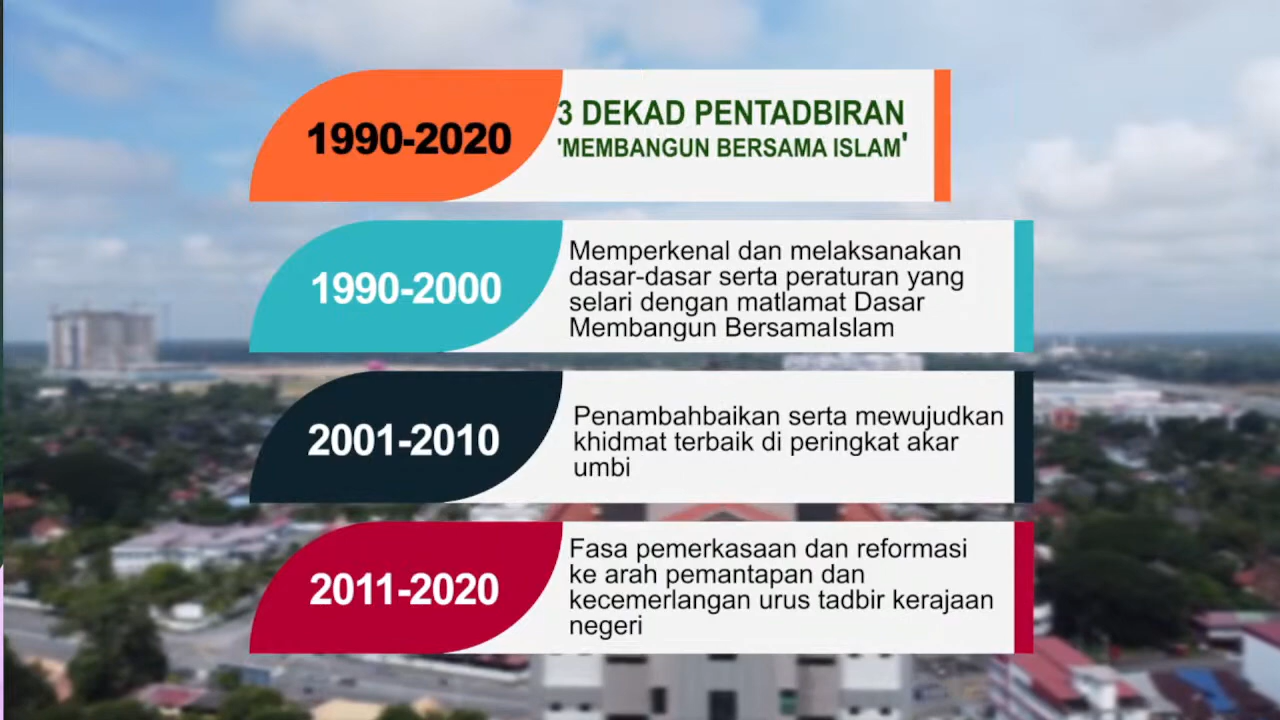 1990-2020
3 DEKAD PENTADBIRAN
'MEMBANGUN BERSAMA ISLAM'
1990-2000
Memperkenal dan melaksanakan
dasar-dasar serta peraturan yang
selari dengan matlamat Dasar
Membangun BersamaIslam
2001-2010
Penambahbaikan serta mewujudkan
khidmat terbaik di peringkat akar
umbi
2011-2020
Fasa pemerkasaan dan reformasi
ke arah pemantapan dan
kecemerlangan urus tadbir kerajaan
negeri